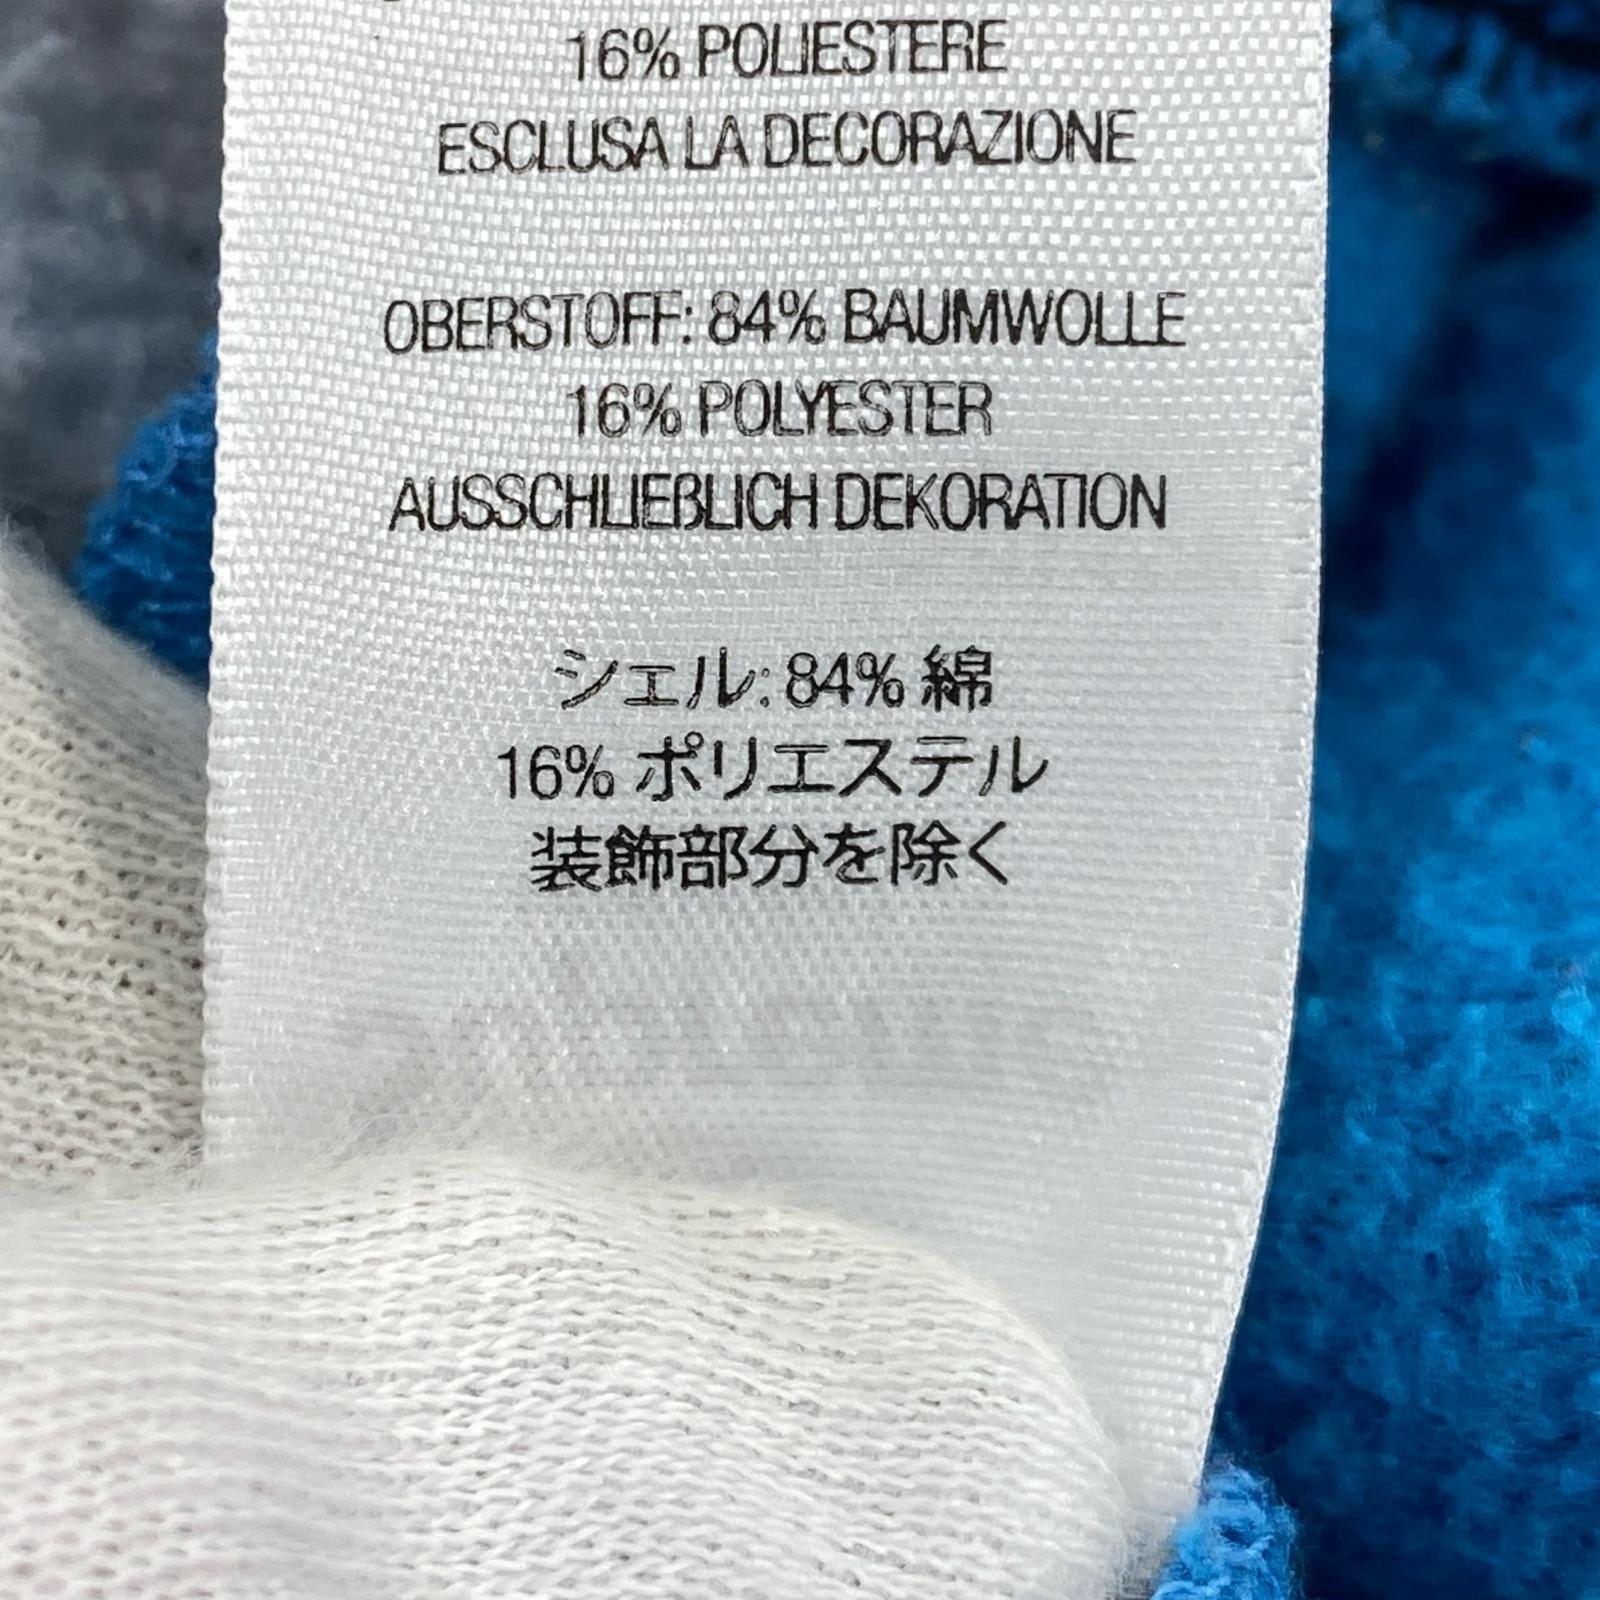 16% POLIESTERE
ESCLUSA LA DECORAZIONE
OBERSTOFF: 84% BAUMWOLLE
16% POLYESTER
AUSSCHLIEßLICH DEKORATION
シェル: 84% 綿
16% ポリエステル
装飾部分を除く